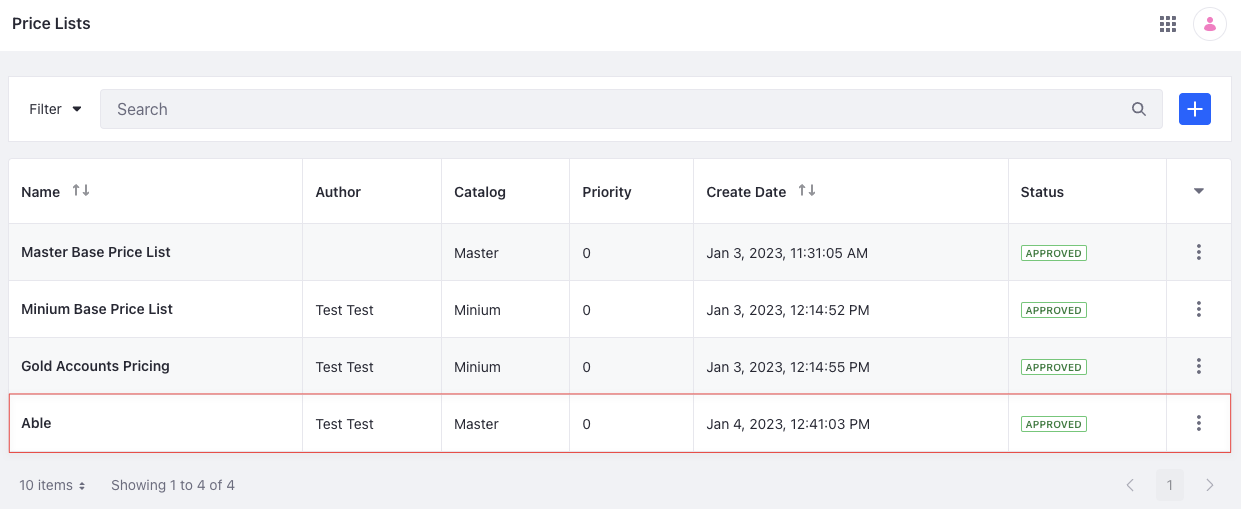 Price Lists
Filter Search
Name Author Catalog Priority Create Date Status
Master Base Price List Master 0 Jan 3, 2023, 11:31:05 AM APPROVED
Minium Base Price List Test Test Minium 0 Jan 3, 2023, 12:14:52 PM APPROVED
Gold Accounts Pricing Test Test Minium 0 Jan 3, 2023, 12:14:55 PM APPROVED
Able Test Test Master 0 Jan 4, 2023, 12:41:03 PM APPROVED
10 items Showing 1 to 4 of 4 1